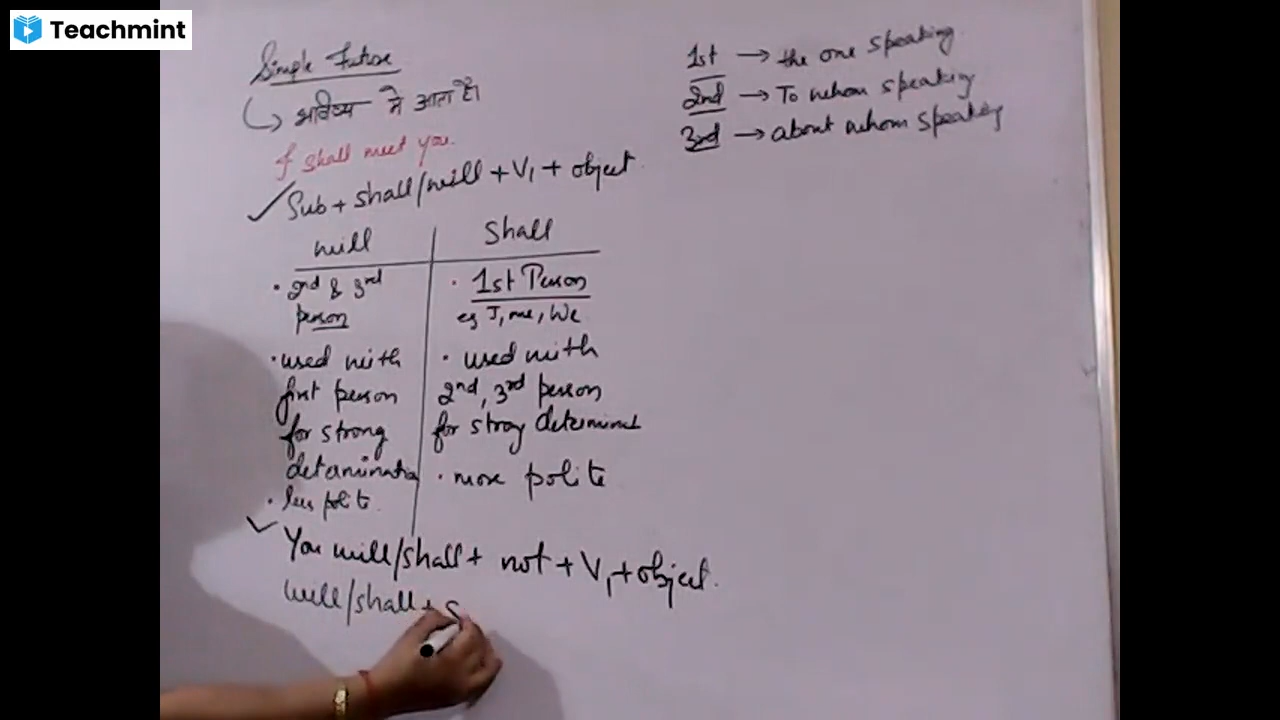 Teachmint
Simple Future
↳ भविष्य में आता है।
I shall meet you.
✓ Sub + shall/will + V1 + object.
will
• 2nd & 3rd
person
• used with
first person
for strong
determination
• less polite.
Shall
• 1st Person
eg I, me, We
• used with
2nd, 3rd person
for strong
• more polite
✓ You will/shall + not + V1 + object.
will/shall + S
1st → the one speaking
2nd → To whom speaking
3rd → about whom speaking